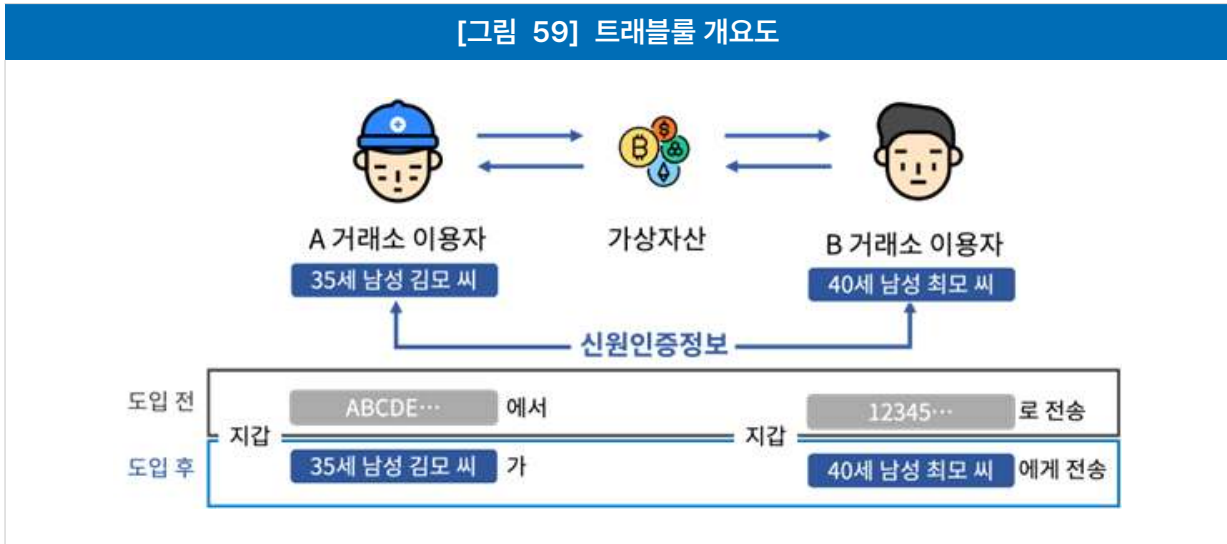 [그림 59] 트래블룰 개요도
A 거래소 이용자 가상자산 B 거래소 이용자
35세 남성 김모 씨 40세 남성 최모 씨
신원인증정보
도입 전 ABCDE… 에서 12345… 로 전송
지갑 지갑
도입 후 35세 남성 김모 씨 가 40세 남성 최모 씨 에게 전송